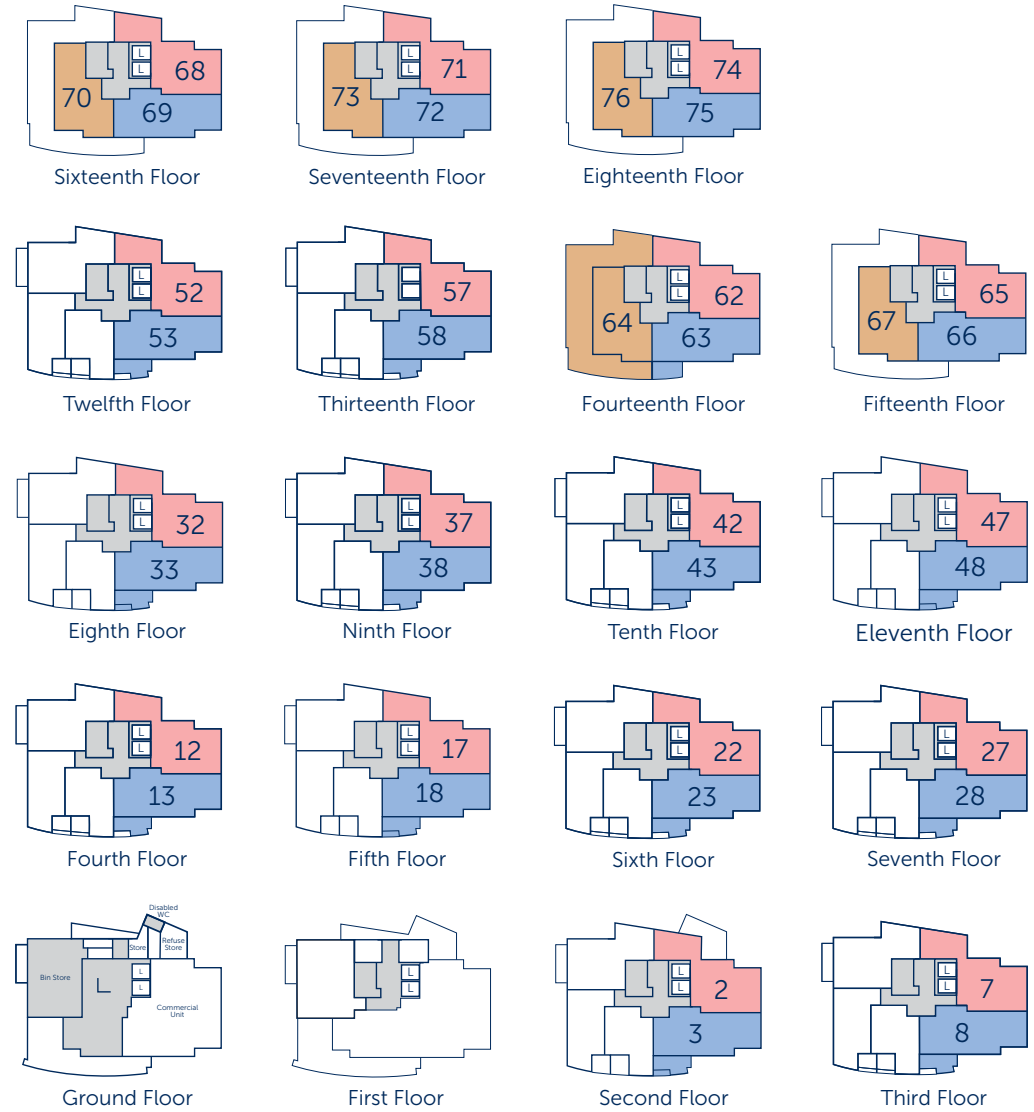 L
L
68
70
69
Sixteenth Floor
L
L
71
73
72
Seventeenth Floor
L
L
74
76
75
Eighteenth Floor
L
L
52
53
Twelfth Floor
L
L
57
58
Thirteenth Floor
L
L
62
64
63
Fourteenth Floor
L
L
65
67
66
Fifteenth Floor
L
L
32
33
Eighth Floor
L
L
37
38
Ninth Floor
L
L
42
43
Tenth Floor
L
L
47
48
Eleventh Floor
L
L
12
13
Fourth Floor
L
L
17
18
Fifth Floor
L
L
22
23
Sixth Floor
L
L
27
28
Seventh Floor
Disabled
WC
Store
Refuse
Store
Bin Store
L
L
L
Commercial
Unit
Ground Floor
L
L
First Floor
L
L
2
3
Second Floor
L
L
7
8
Third Floor